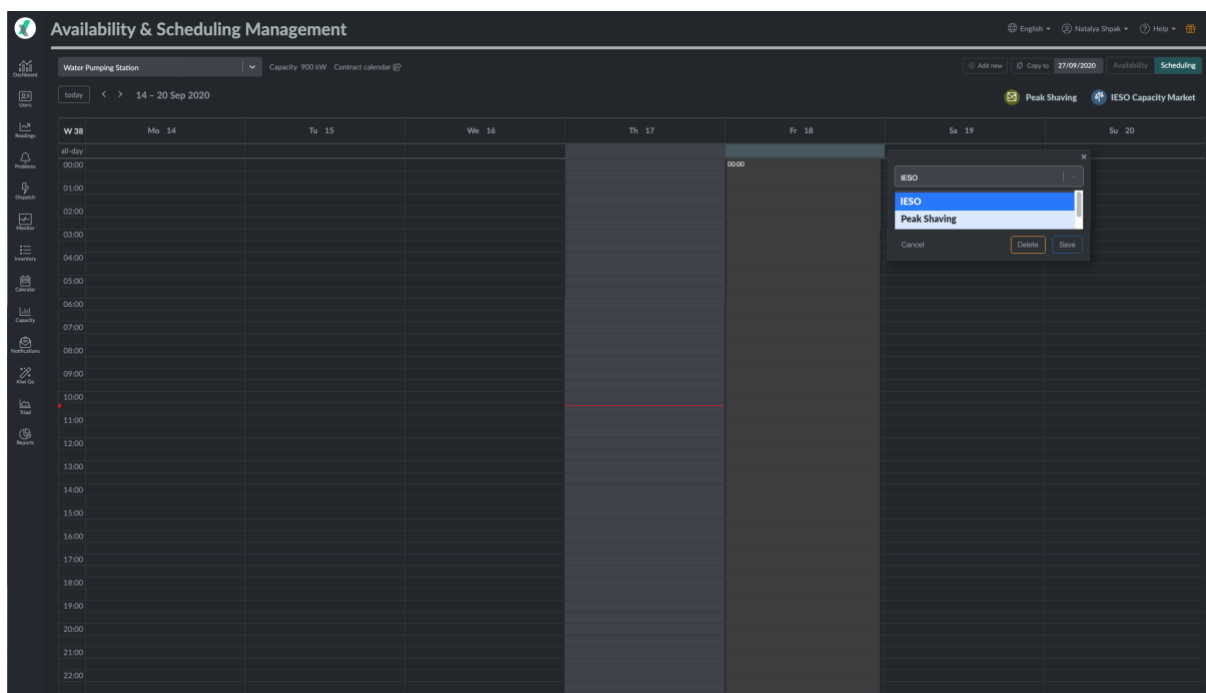 Availability & Scheduling Management
English
Natalya Shpak
Help
Dashboard
Users
Readings
Problems
Dispatch
Monitor
Inventory
Calendar
Capacity
Notifications
Kiwi Go
Triad
Reports
Water Pumping Station
Capacity 900 kW Contract calendar
Add new
Copy to
27/09/2020
Availability
Scheduling
today
14 – 20 Sep 2020
Peak Shaving
IESO Capacity Market
W 38 Mo 14 Tu 15 We 16 Th 17 Fr 18 Sa 19 Su 20
all-day
00:00
00:00
01:00
02:00
03:00
04:00
05:00
06:00
07:00
08:00
09:00
10:00
11:00
12:00
13:00
14:00
15:00
16:00
17:00
18:00
19:00
20:00
21:00
22:00
IESO
IESO
Peak Shaving
Cancel
Delete
Save